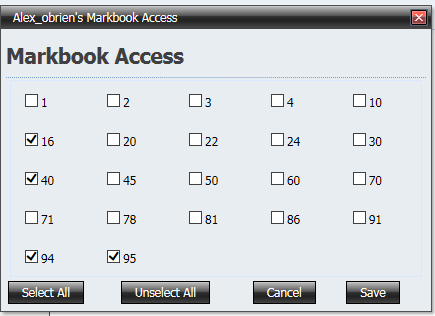 Alex_obrien's Markbook Access
Markbook Access
1 2 3 4 10
16 20 22 24 30
40 45 50 60 70
71 78 81 86 91
94 95
Select All Unselect All Cancel Save